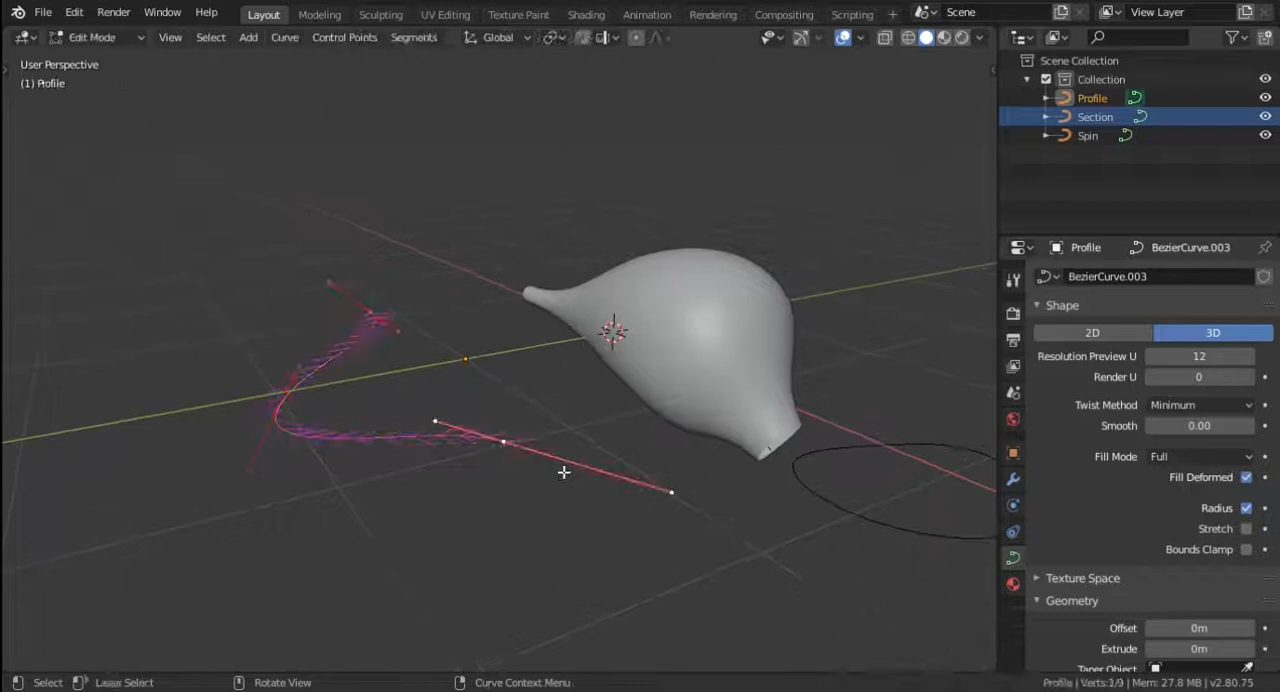 File Edit Render Window Help Layout Modeling Sculpting UV Editing Texture Paint Shading Animation Rendering Compositing Scripting + Scene View Layer
Edit Mode View Select Add Curve Control Points Segments Global
User Perspective
(1) Profile
Scene Collection
Collection
Profile
Section
Spin
Profile BezierCurve.003
BezierCurve.003
Shape
2D 3D
Resolution Preview U 12
Render U 0
Twist Method Minimum
Smooth 0.00
Fill Mode Full
Fill Deformed
Radius
Stretch
Bounds Clamp
Texture Space
Geometry
Offset 0m
Extrude 0m
Taper Object
Select Lasso Select Rotate View Curve Context Menu Profile | Verts:3/9 | Mem: 27.8 MB | v2.80.75